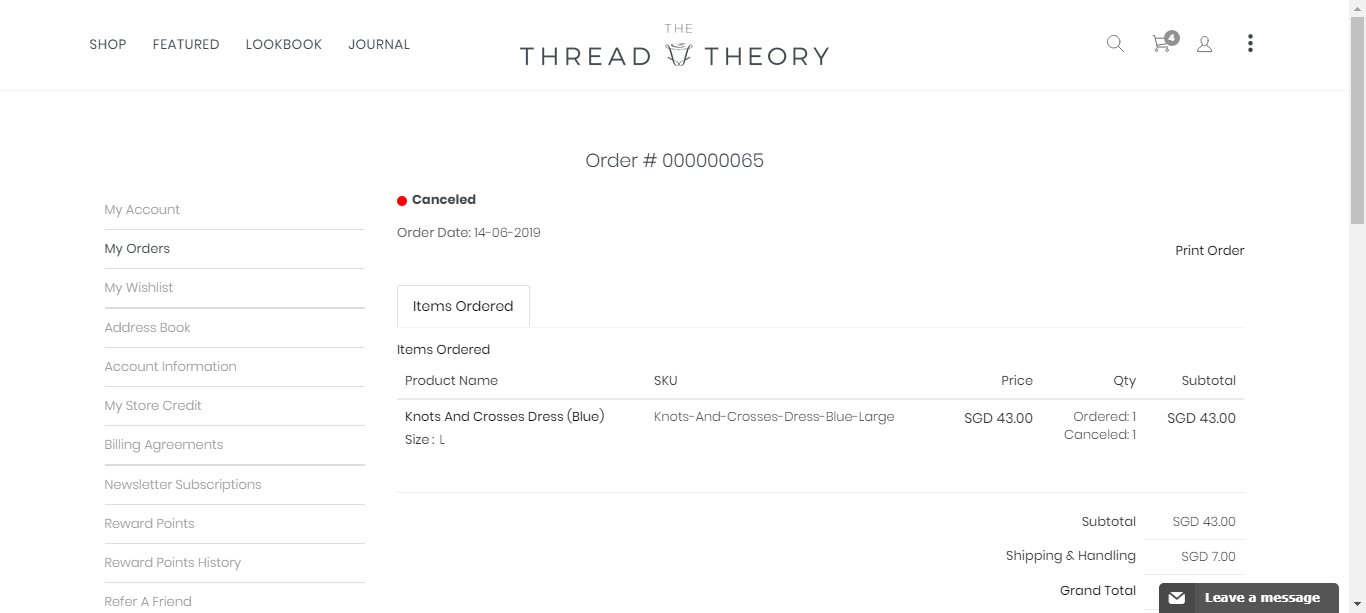 SHOP FEATURED LOOKBOOK JOURNAL
THE
THREAD THEORY
4
Order # 000000065
My Account
My Orders
My Wishlist
Address Book
Account Information
My Store Credit
Billing Agreements
Newsletter Subscriptions
Reward Points
Reward Points History
Refer A Friend
Canceled
Order Date: 14-06-2019
Print Order
Items Ordered
Items Ordered
Product Name SKU Price Qty Subtotal
Knots And Crosses Dress (Blue) Knots-And-Crosses-Dress-Blue-Large SGD 43.00 Ordered: 1 SGD 43.00
Canceled: 1
Size : L
Subtotal SGD 43.00
Shipping & Handling SGD 7.00
Grand Total
Leave a message